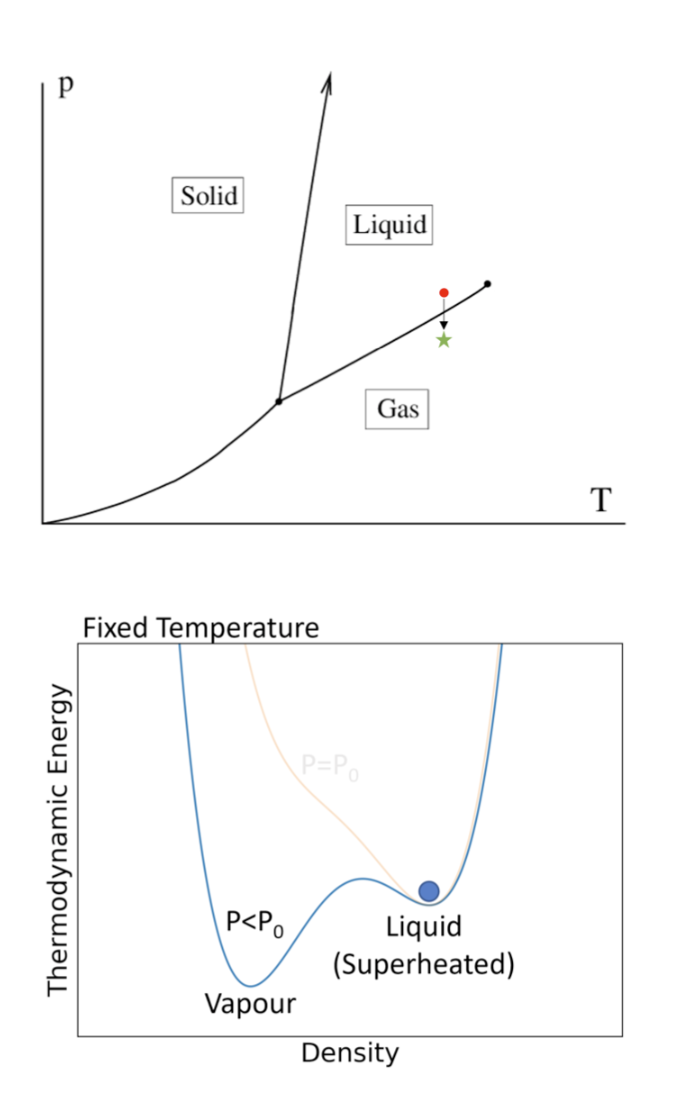 p
Solid
Liquid
Gas
T
Fixed Temperature
Thermodynamic Energy
P=P₀
P<P₀
Liquid
(Superheated)
Vapour
Density